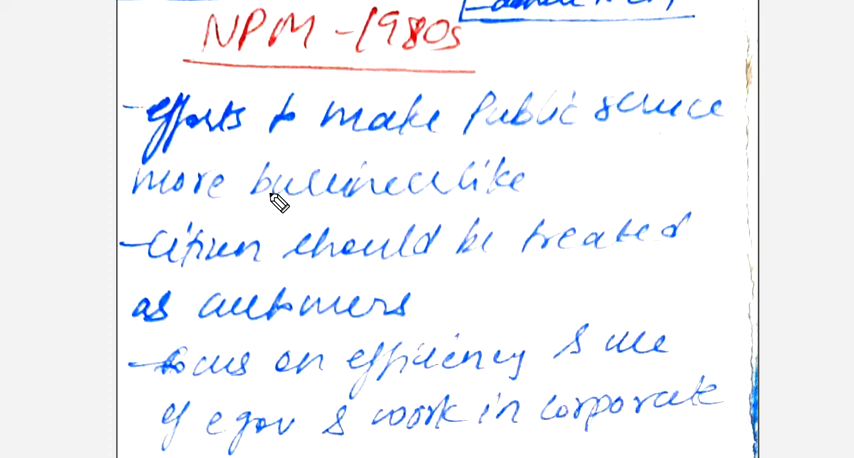 NPM -1980s
- efforts to make Public service
more businesslike
- Citizen should be treated
as customers
- focus on efficiency & use
of egov & work in corporate